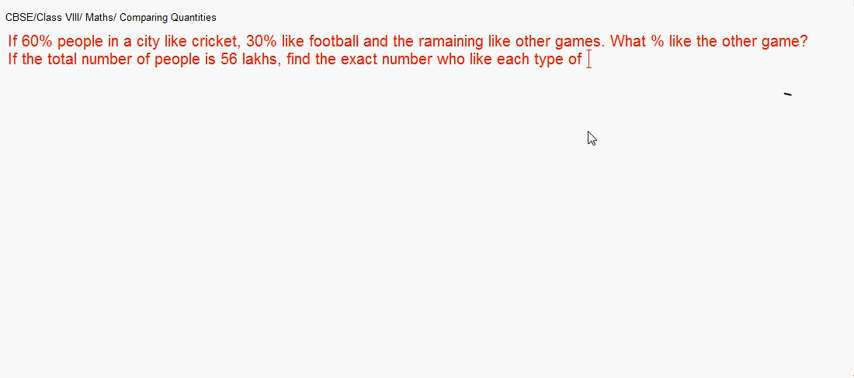 CBSE/Class VIII/ Maths/ Comparing Quantities
If 60% people in a city like cricket, 30% like football and the ramaining like other games. What % like the other game?
If the total number of people is 56 lakhs, find the exact number who like each type of